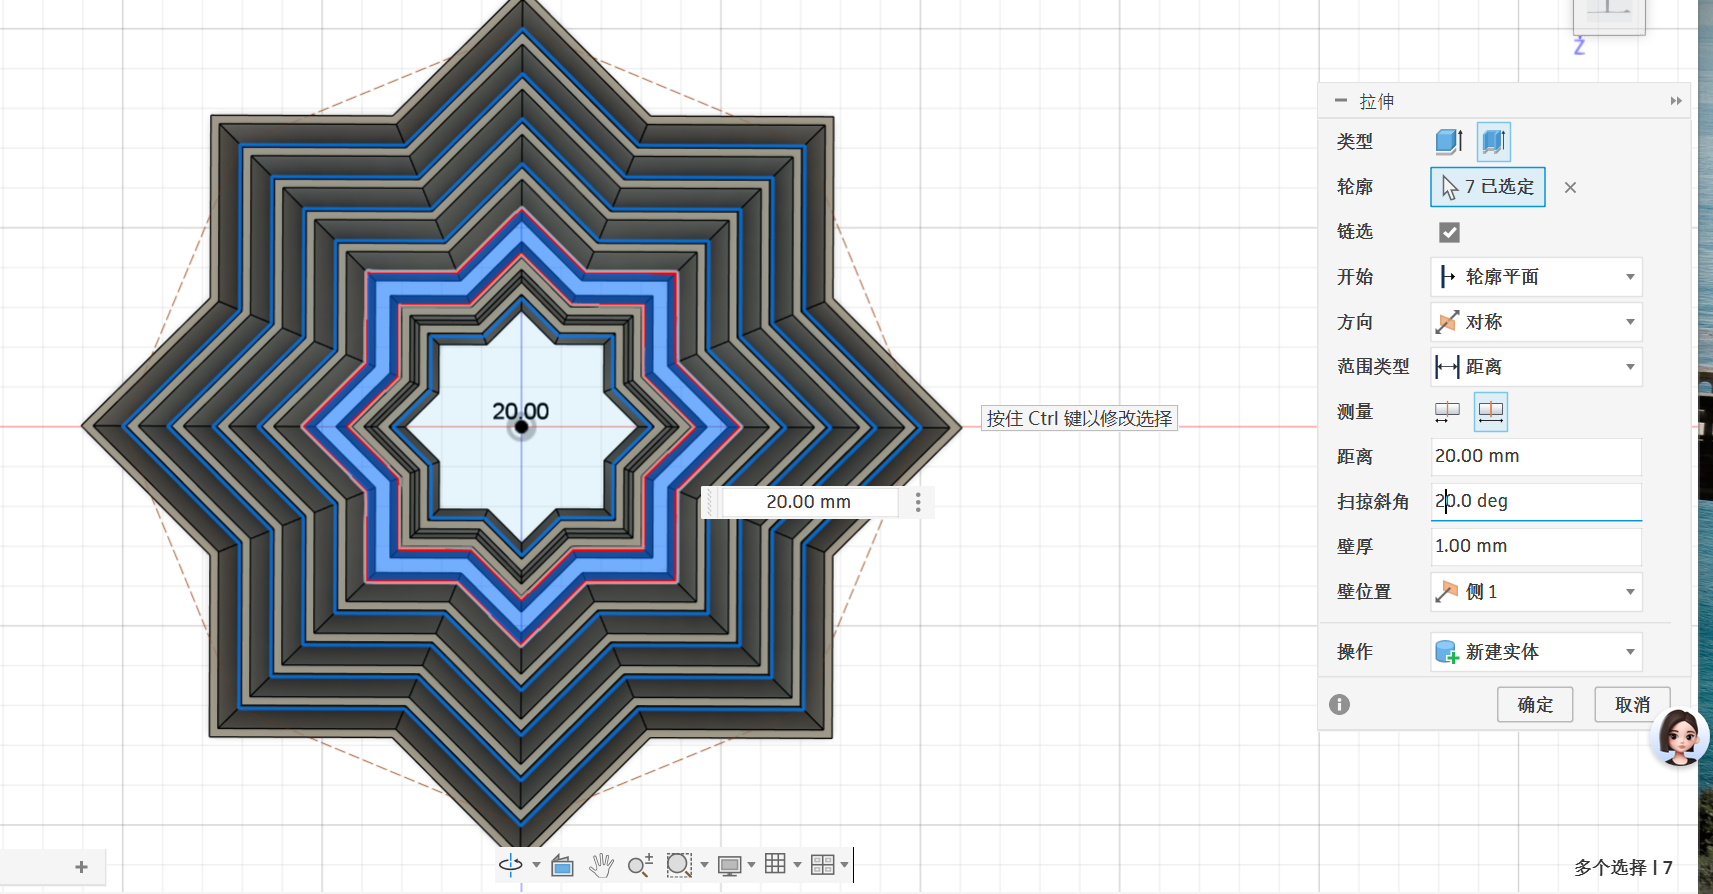 Z
拉伸
类型
轮廓 7 已选定
链选
开始 轮廓平面
方向 对称
范围类型 距离
测量
20.00
按住 Ctrl 键以修改选择
距离 20.00 mm
20.00 mm
扫掠斜角 20.0 deg
壁厚 1.00 mm
壁位置 侧 1
操作 新建实体
确定 取消
多个选择 | 7